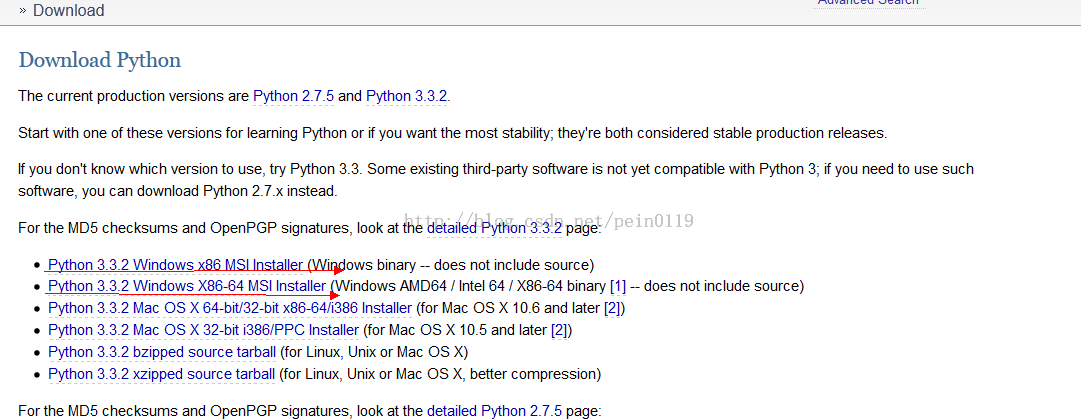 » Download
Advanced Search
Download Python
The current production versions are Python 2.7.5 and Python 3.3.2.
Start with one of these versions for learning Python or if you want the most stability; they're both considered stable production releases.
If you don't know which version to use, try Python 3.3. Some existing third-party software is not yet compatible with Python 3; if you need to use such
software, you can download Python 2.7.x instead.
http://blog.csdn.net/pein0119
For the MD5 checksums and OpenPGP signatures, look at the detailed Python 3.3.2 page:
• Python 3.3.2 Windows x86 MSI Installer (Windows binary -- does not include source)
• Python 3.3.2 Windows X86-64 MSI Installer (Windows AMD64 / Intel 64 / X86-64 binary [1] -- does not include source)
• Python 3.3.2 Mac OS X 64-bit/32-bit x86-64/i386 Installer (for Mac OS X 10.6 and later [2])
• Python 3.3.2 Mac OS X 32-bit i386/PPC Installer (for Mac OS X 10.5 and later [2])
• Python 3.3.2 bzipped source tarball (for Linux, Unix or Mac OS X)
• Python 3.3.2 xzipped source tarball (for Linux, Unix or Mac OS X, better compression)
For the MD5 checksums and OpenPGP signatures, look at the detailed Python 2.7.5 page: